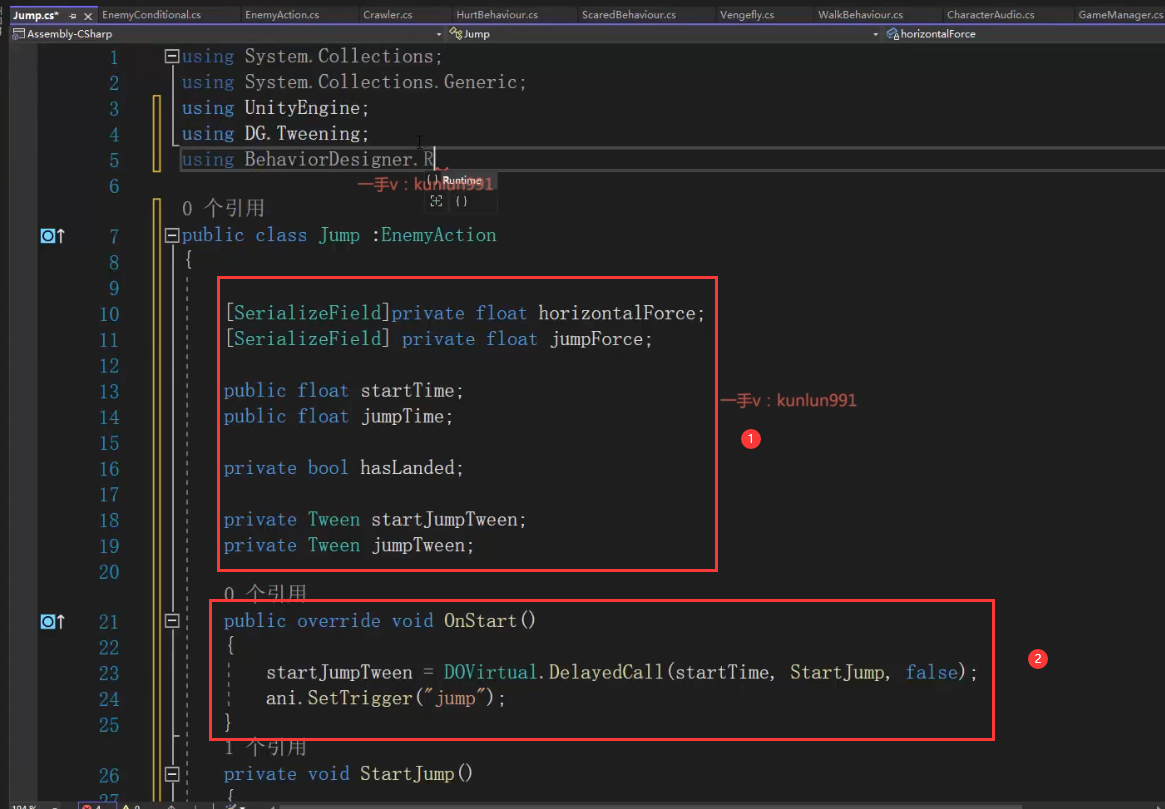 Jump.cs* EnemyConditional.cs EnemyAction.cs Crawler.cs HurtBehaviour.cs ScaredBehaviour.cs Vengefly.cs WalkBehaviour.cs CharacterAudio.cs GameManager.cs
Assembly-CSharp Jump horizontalForce
1 using System.Collections;
2 using System.Collections.Generic;
3 using UnityEngine;
4 using DG.Tweening;
5 using BehaviorDesigner.R
{ } Runtime
一手v：kunlun991
6
{ }
0 个引用
7 public class Jump :EnemyAction
8 {
9
10 [SerializeField]private float horizontalForce;
11 [SerializeField] private float jumpForce;
12
13 public float startTime;
一手v：kunlun991
14 public float jumpTime;
1
15
16 private bool hasLanded;
17
18 private Tween startJumpTween;
19 private Tween jumpTween;
20
0 个引用
21 public override void OnStart()
22 {
2
23 startJumpTween = DOVirtual.DelayedCall(startTime, StartJump, false);
24 ani.SetTrigger("jump");
25 }
1 个引用
26 private void StartJump()
27 {